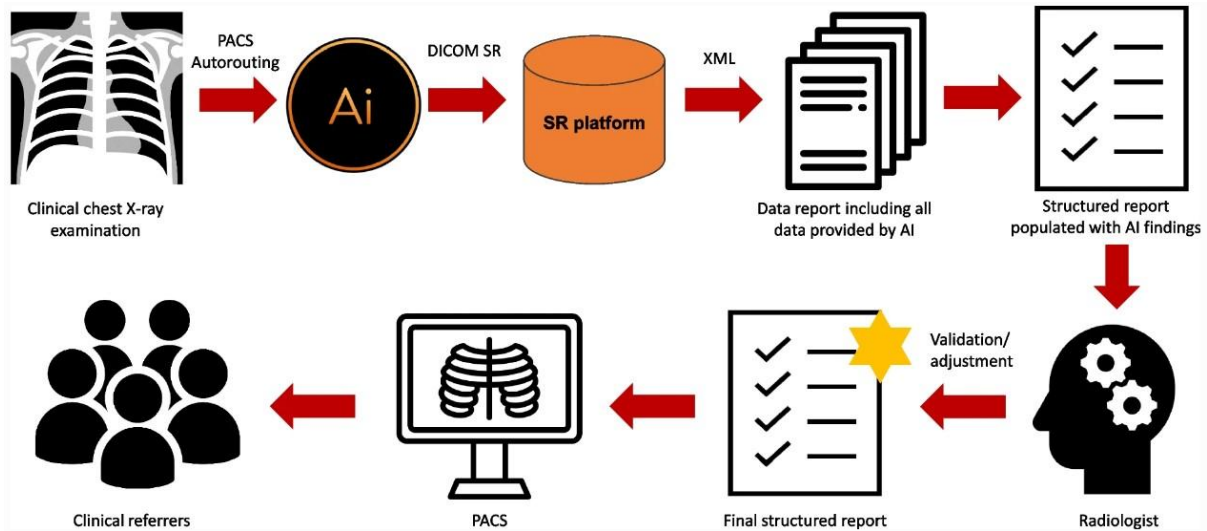 PACS
Autorouting
DICOM SR
XML
Ai
SR platform
Clinical chest X-ray
examination
Data report including all
data provided by AI
Structured report
populated with AI findings
Validation/
adjustment
Clinical referrers
PACS
Final structured report
Radiologist